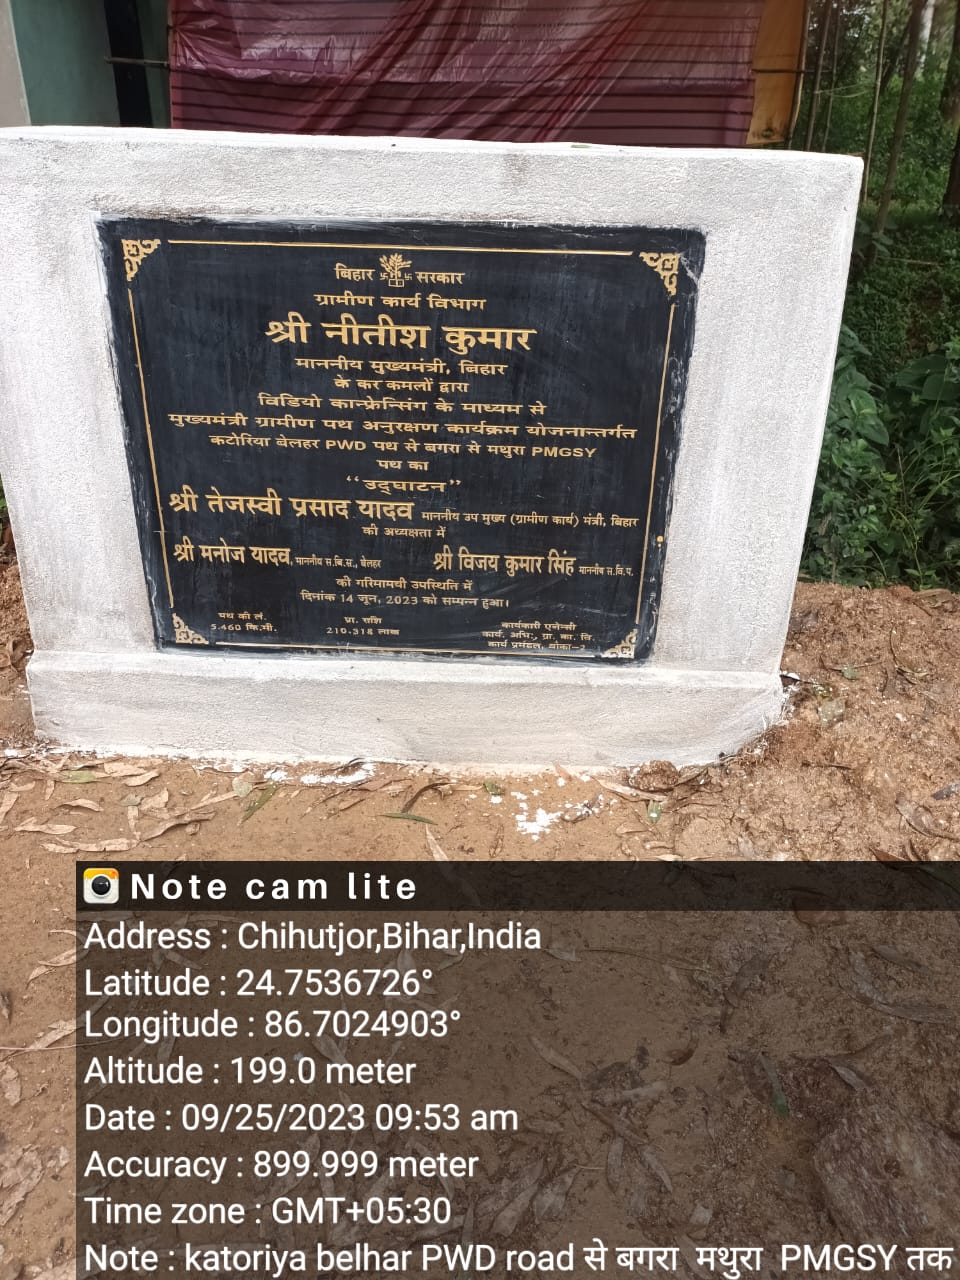 बिहार सरकार
ग्रामीण कार्य विभाग
श्री नीतीश कुमार
माननीय मुख्यमंत्री, बिहार
के कर कमलों द्वारा
विडियो कान्फ्रेन्सिंग के माध्यम से
मुख्यमंत्री ग्रामीण पथ अनुरक्षण कार्यक्रम योजनान्तर्गत
कटोरिया बेलहर PWD पथ से बगरा से मथुरा PMGSY
पथ का
“उद्घाटन”
श्री तेजस्वी प्रसाद यादव माननीय उप मुख्य (ग्रामीण कार्य) मंत्री, बिहार
की अध्यक्षता में
श्री मनोज यादव, माननीय स.वि.स., बेलहर श्री विजय कुमार सिंह माननीय स.वि.प.
की गरिमामयी उपस्थिति में
दिनांक 14 जून, 2023 को सम्पन्न हुआ।
पथ की लं. प्रा. राशि कार्यकारी एजेन्सी
5.460 कि.मी. 210.318 लाख कार्य. अभि., ग्रा. का. वि.
कार्य प्रमंडल, बांका-2
Note cam lite
Address : Chihutjor,Bihar,India
Latitude : 24.7536726°
Longitude : 86.7024903°
Altitude : 199.0 meter
Date : 09/25/2023 09:53 am
Accuracy : 899.999 meter
Time zone : GMT+05:30
Note : katoriya belhar PWD road से बगरा मथुरा PMGSY तक